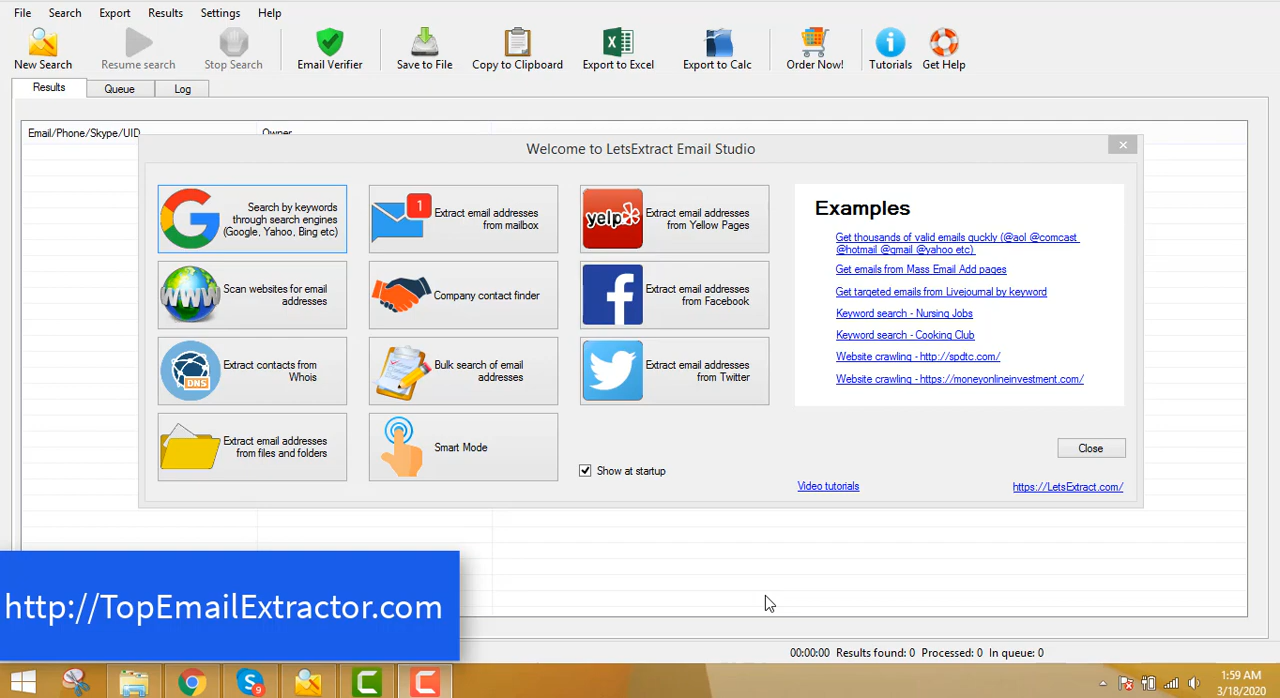 File Search Export Results Settings Help
New Search Resume search Stop Search Email Verifier Save to File Copy to Clipboard Export to Excel Export to Calc Order Now! Tutorials Get Help
Results Queue Log
Email/Phone/Skype/UID Owner
Welcome to LetsExtract Email Studio
Search by keywords
through search engines
(Google, Yahoo, Bing etc)
1
Extract email addresses
from mailbox
yelp
Extract email addresses
from Yellow Pages
WWW
Scan websites for email
addresses
Company contact finder
Extract email addresses
from Facebook
DNS
Extract contacts from
Whois
Bulk search of email
addresses
Extract email addresses
from Twitter
Extract email addresses
from files and folders
Smart Mode
Show at startup
Examples
Get thousands of valid emails quckly (@aol @comcast
@hotmail @gmail @yahoo etc)
Get emails from Mass Email Add pages
Get targeted emails from Livejournal by keyword
Keyword search - Nursing Jobs
Keyword search - Cooking Club
Website crawling - http://spdtc.com/
Website crawling - https://moneyonlineinvestment.com/
Close
Video tutorials
https://LetsExtract.com/
http://TopEmailExtractor.com
00:00:00 Results found: 0 Processed: 0 In queue: 0
9
1:59 AM
3/18/2020